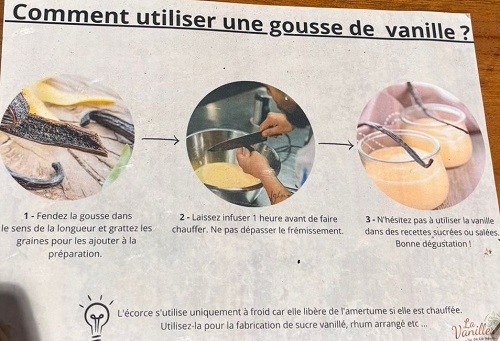 Comment utiliser une gousse de vanille ?
1 - Fendez la gousse dans
le sens de la longueur et grattez les
graines pour les ajouter à la
préparation.
2 - Laissez infuser 1 heure avant de faire
chauffer. Ne pas dépasser le frémissement.
3 - N'hésitez pas à utiliser la vanille
dans des recettes sucrées ou salées.
Bonne dégustation !
L'écorce s'utilise uniquement à froid car elle libère de l'amertume si elle est chauffée.
Utilisez-la pour la fabrication de sucre vanillé, rhum arrangé etc ...
La
Vanille